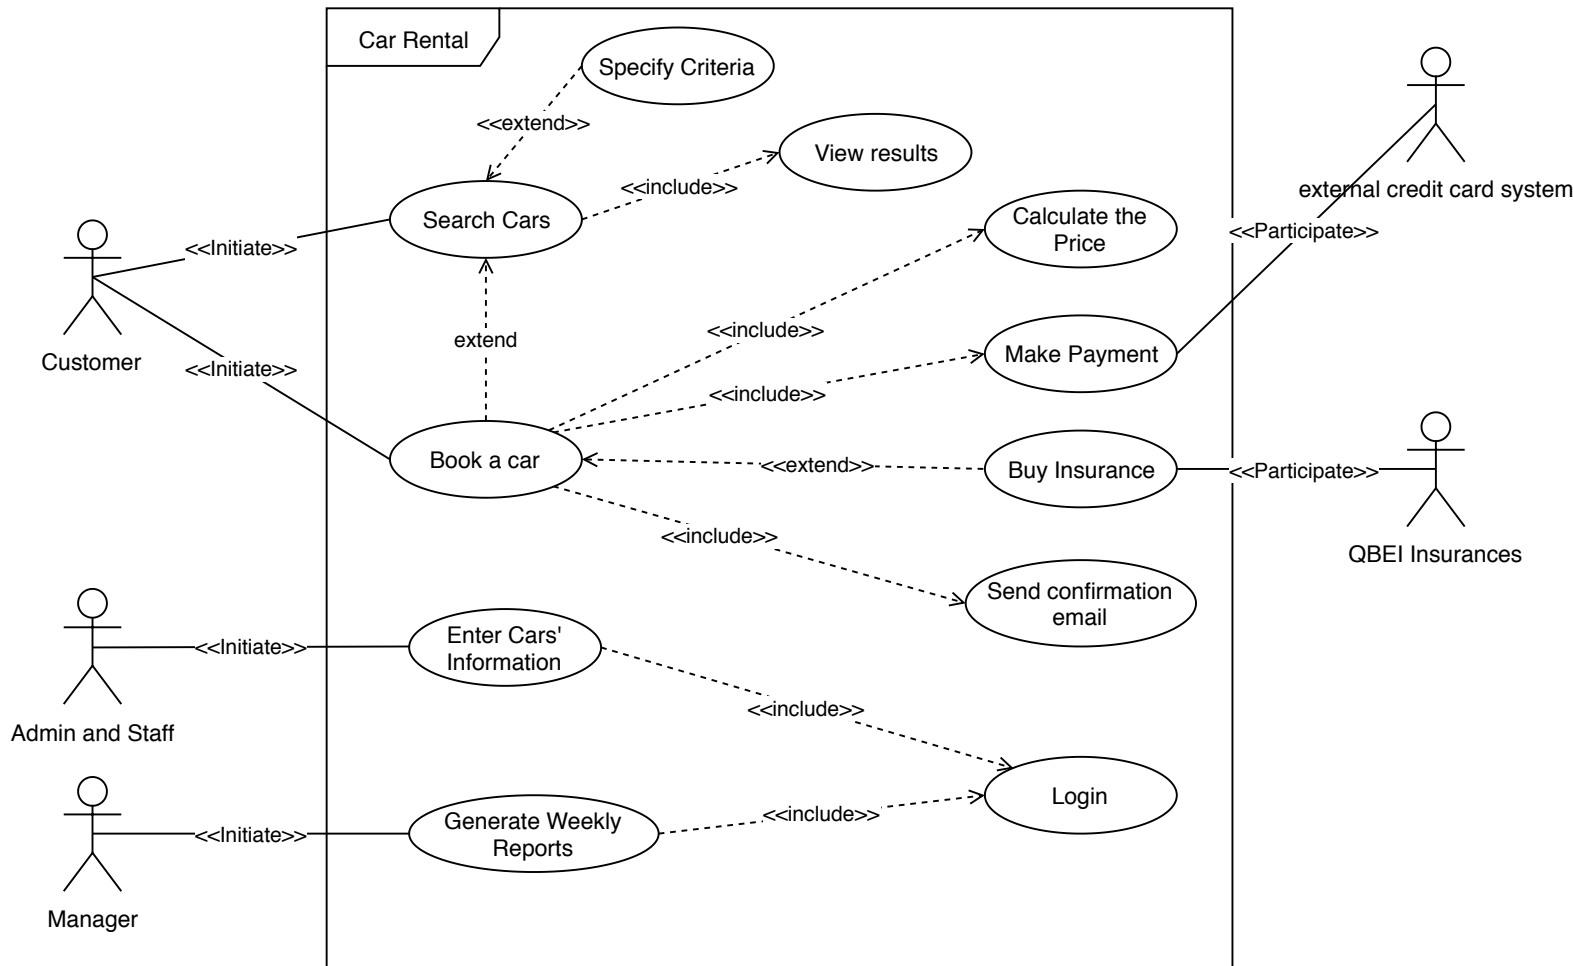 Car Rental
Specify Criteria
<<extend>>
View results
<<include>>
external credit card system
Search Cars
Calculate the
Price
<<Participate>>
<<Initiate>>
Customer
extend
<<include>>
Make Payment
<<Initiate>>
<<include>>
Book a car
<<extend>>
Buy Insurance
<<Participate>>
QBEI Insurances
<<include>>
Send confirmation
email
<<Initiate>>
Enter Cars'
Information
Admin and Staff
<<include>>
Login
<<Initiate>>
Generate Weekly
Reports
<<include>>
Manager